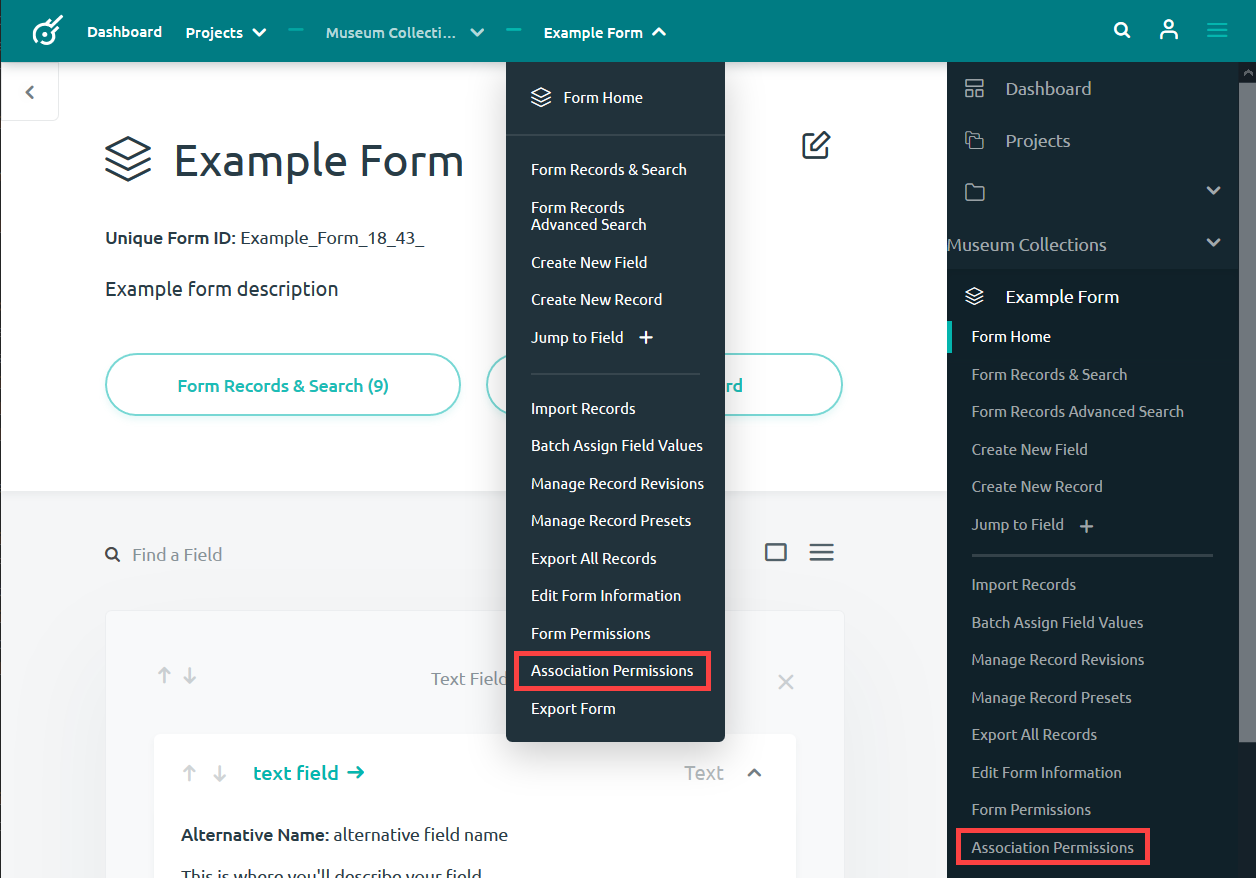 Dashboard
Projects
Museum Collecti...
Example Form
Example Form
Unique Form ID: Example_Form_18_43_
Example form description
Form Records & Search (9)
rd
Find a Field
Text Field
text field
Text
Alternative Name: alternative field name
This is where you'll describe your field
Form Home
Form Records & Search
Form Records
Advanced Search
Create New Field
Create New Record
Jump to Field +
Import Records
Batch Assign Field Values
Manage Record Revisions
Manage Record Presets
Export All Records
Edit Form Information
Form Permissions
Association Permissions
Export Form
Dashboard
Projects
Museum Collections
Example Form
Form Home
Form Records & Search
Form Records Advanced Search
Create New Field
Create New Record
Jump to Field +
Import Records
Batch Assign Field Values
Manage Record Revisions
Manage Record Presets
Export All Records
Edit Form Information
Form Permissions
Association Permissions